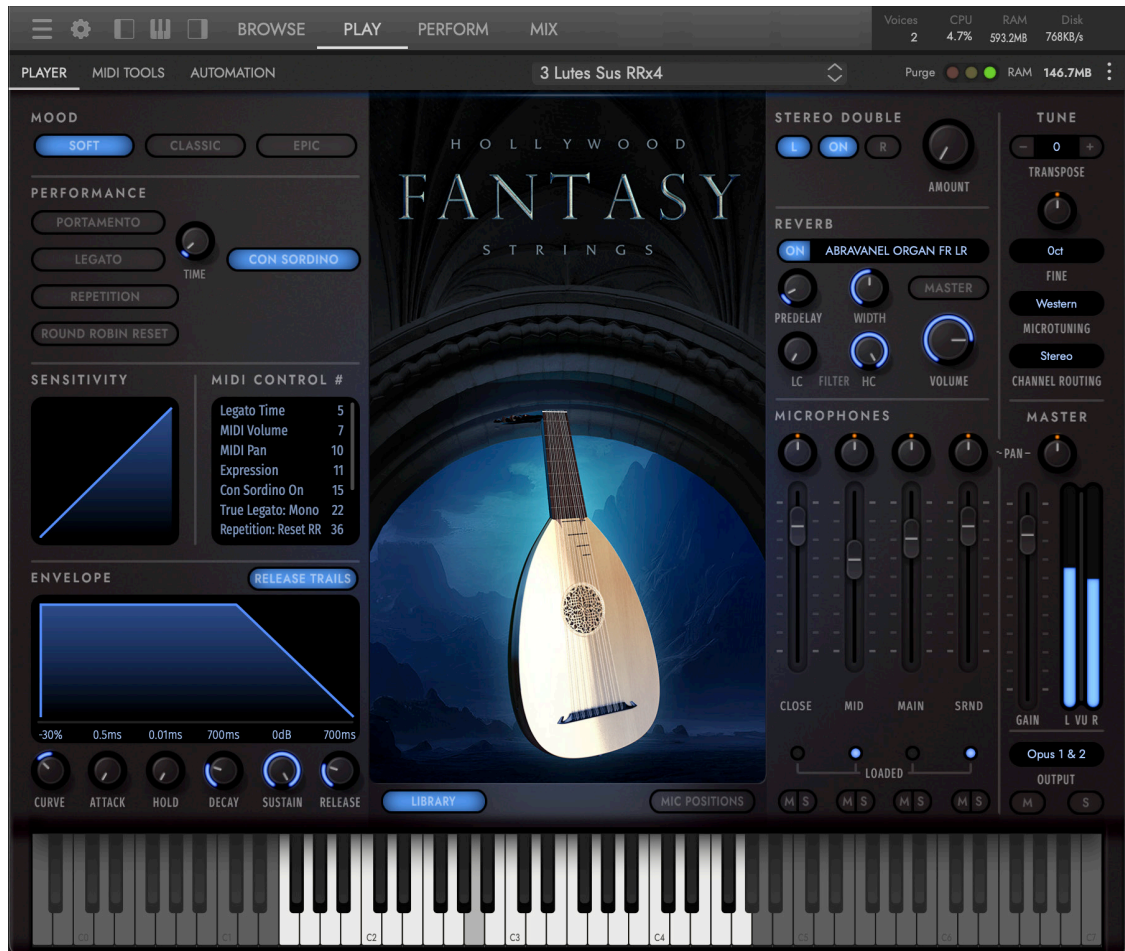 BROWSE PLAY PERFORM MIX
Voices CPU RAM Disk
2 4.7% 593.2MB 768KB/s
PLAYER MIDI TOOLS AUTOMATION
3 Lutes Sus RRx4
Purge RAM 146.7MB
MOOD
SOFT CLASSIC EPIC
PERFORMANCE
PORTAMENTO
LEGATO
REPETITION
ROUND ROBIN RESET
TIME
CON SORDINO
SENSITIVITY
MIDI CONTROL #
Legato Time 5
MIDI Volume 7
MIDI Pan 10
Expression 11
Con Sordino On 15
True Legato: Mono 22
Repetition: Reset RR 36
ENVELOPE
RELEASE TRAILS
-30% 0.5ms 0.01ms 700ms 0dB 700ms
CURVE ATTACK HOLD DECAY SUSTAIN RELEASE
HOLLYWOOD
FANTASY
STRINGS
LIBRARY
MIC POSITIONS
STEREO DOUBLE
L ON R
AMOUNT
REVERB
ON ABRAVANEL ORGAN FR LR
PREDELAY WIDTH
MASTER
LC FILTER HC
VOLUME
MICROPHONES
CLOSE MID MAIN SRND
LOADED
M S M S M S M S
TUNE
− 0 +
TRANSPOSE
0ct
FINE
Western
MICROTUNING
Stereo
CHANNEL ROUTING
MASTER
~PAN−
GAIN L VU R
Opus 1 & 2
OUTPUT
M S
C0 C1 C2 C3 C4 C5 C6 C7